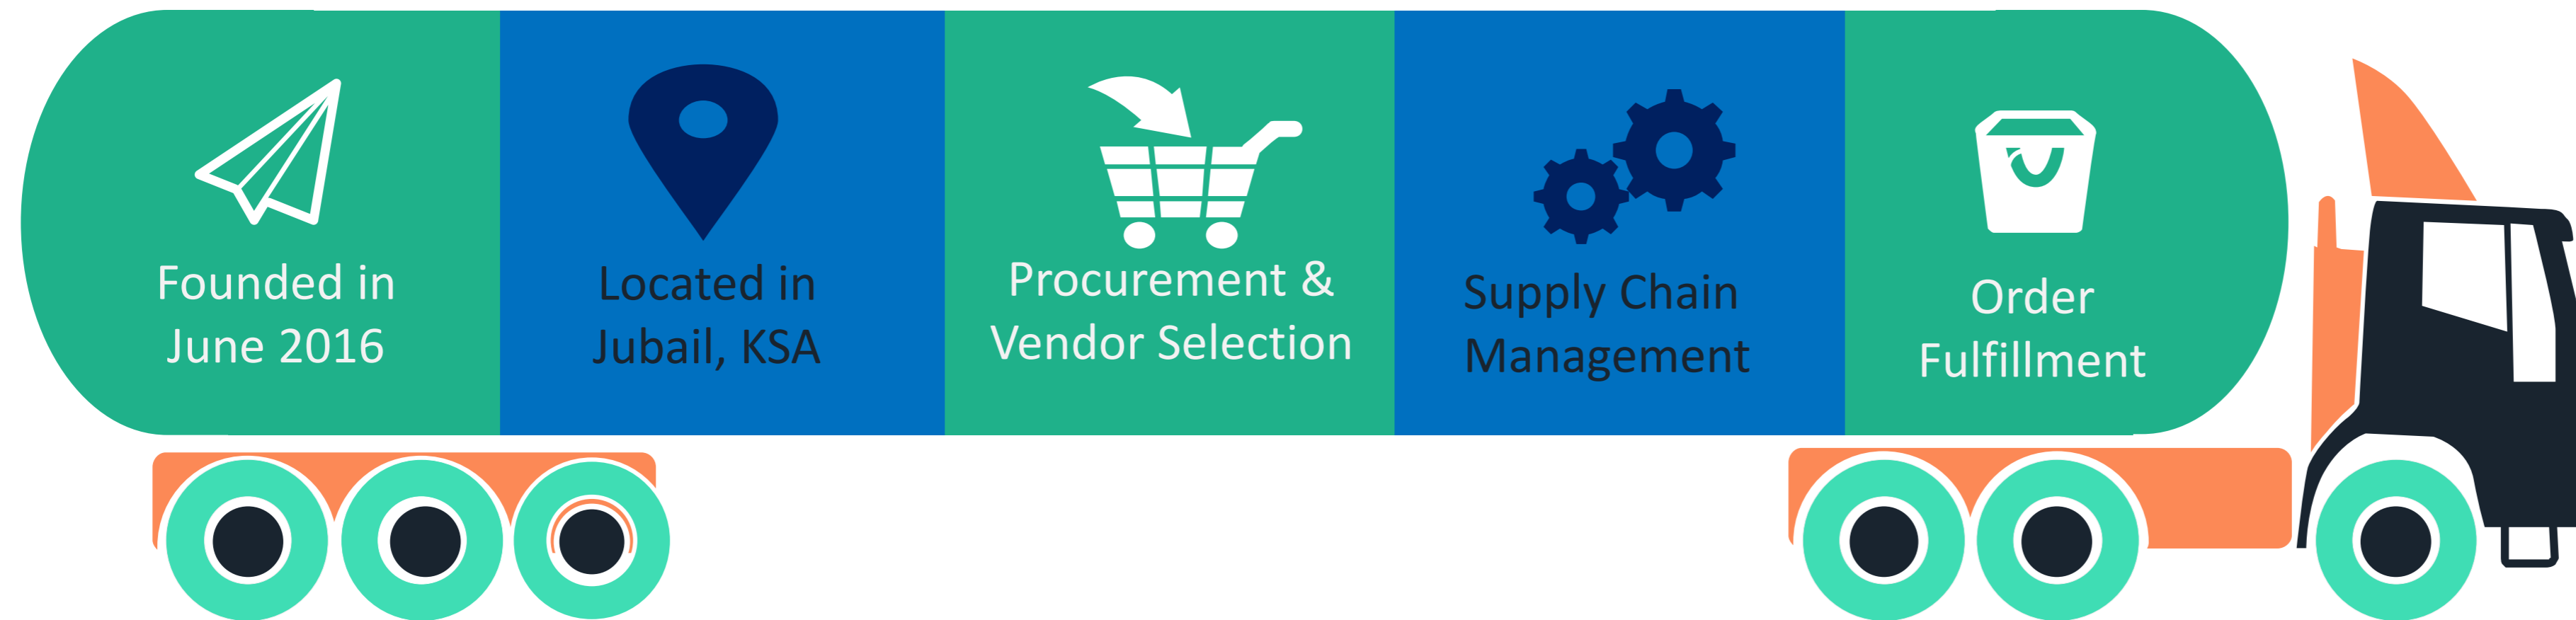 Founded in
June 2016
Located in
Jubail, KSA
Procurement &
Vendor Selection
Supply Chain
Management
Order
Fulfillment